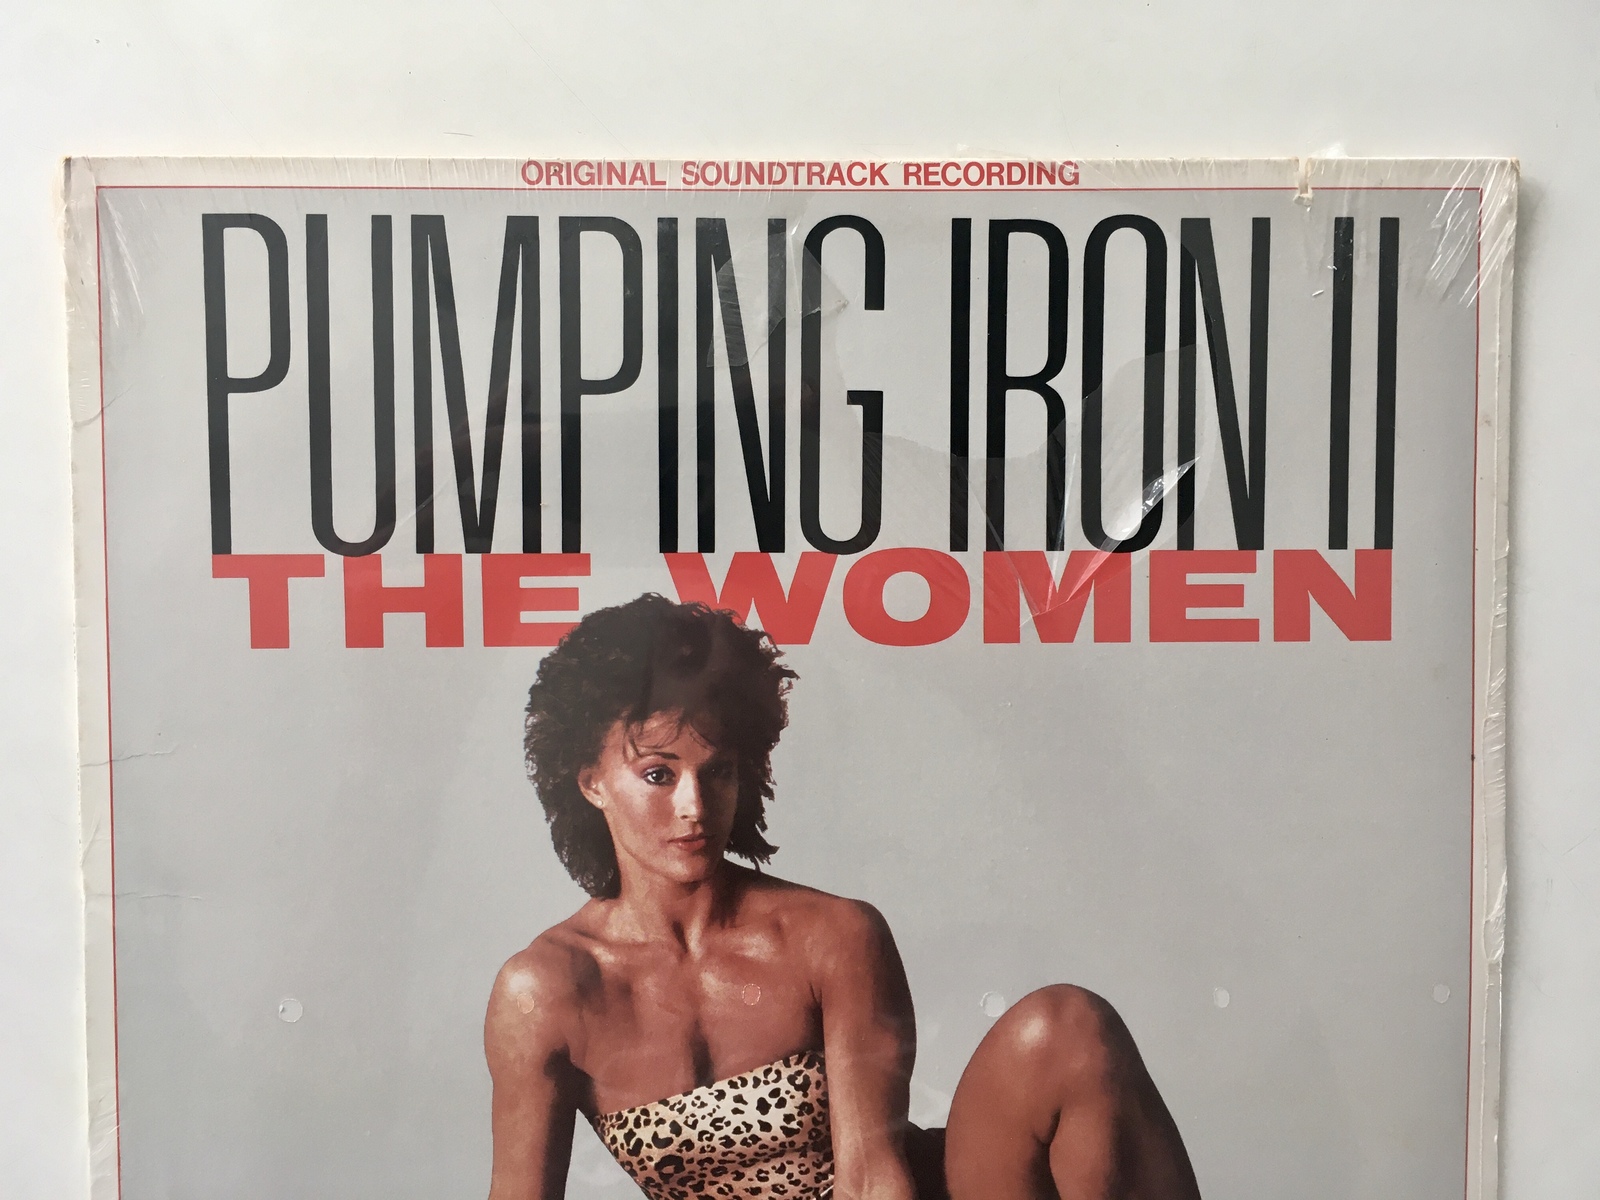 ORIGINAL SOUNDTRACK RECORDING
PUMPING IRON II
THE WOMEN